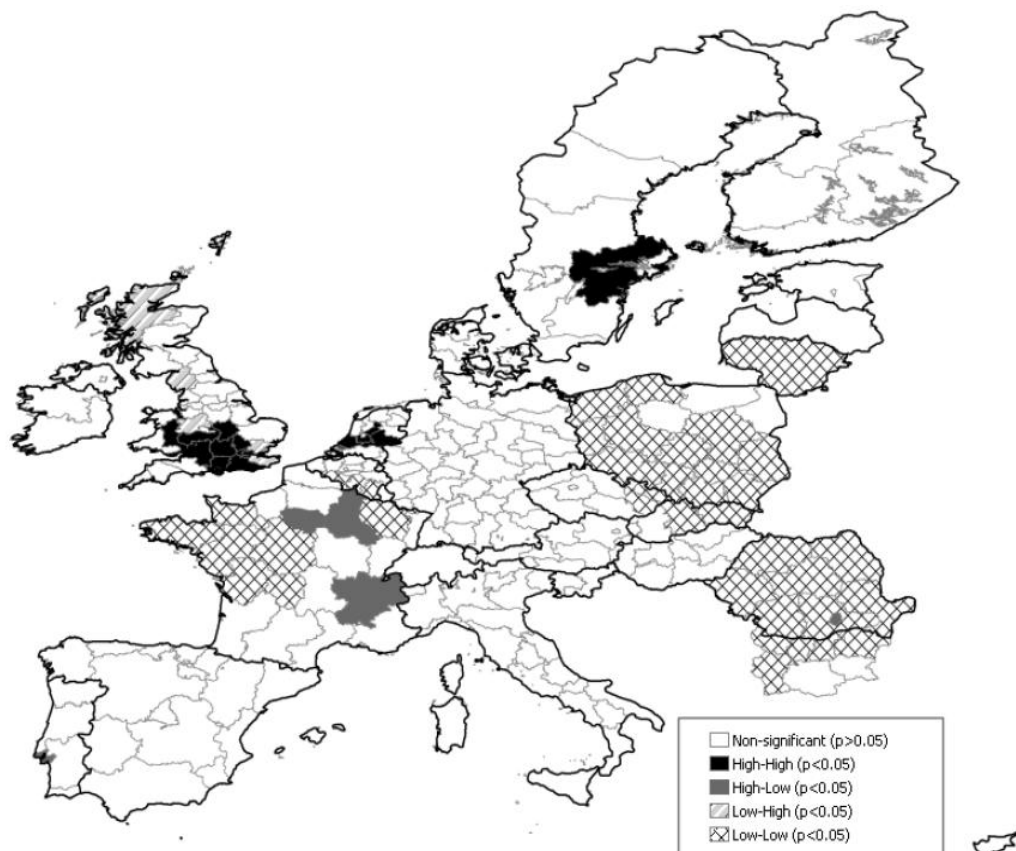 Non-significant (p>0.05)
High-High (p<0.05)
High-Low (p<0.05)
Low-High (p<0.05)
Low-Low (p<0.05)